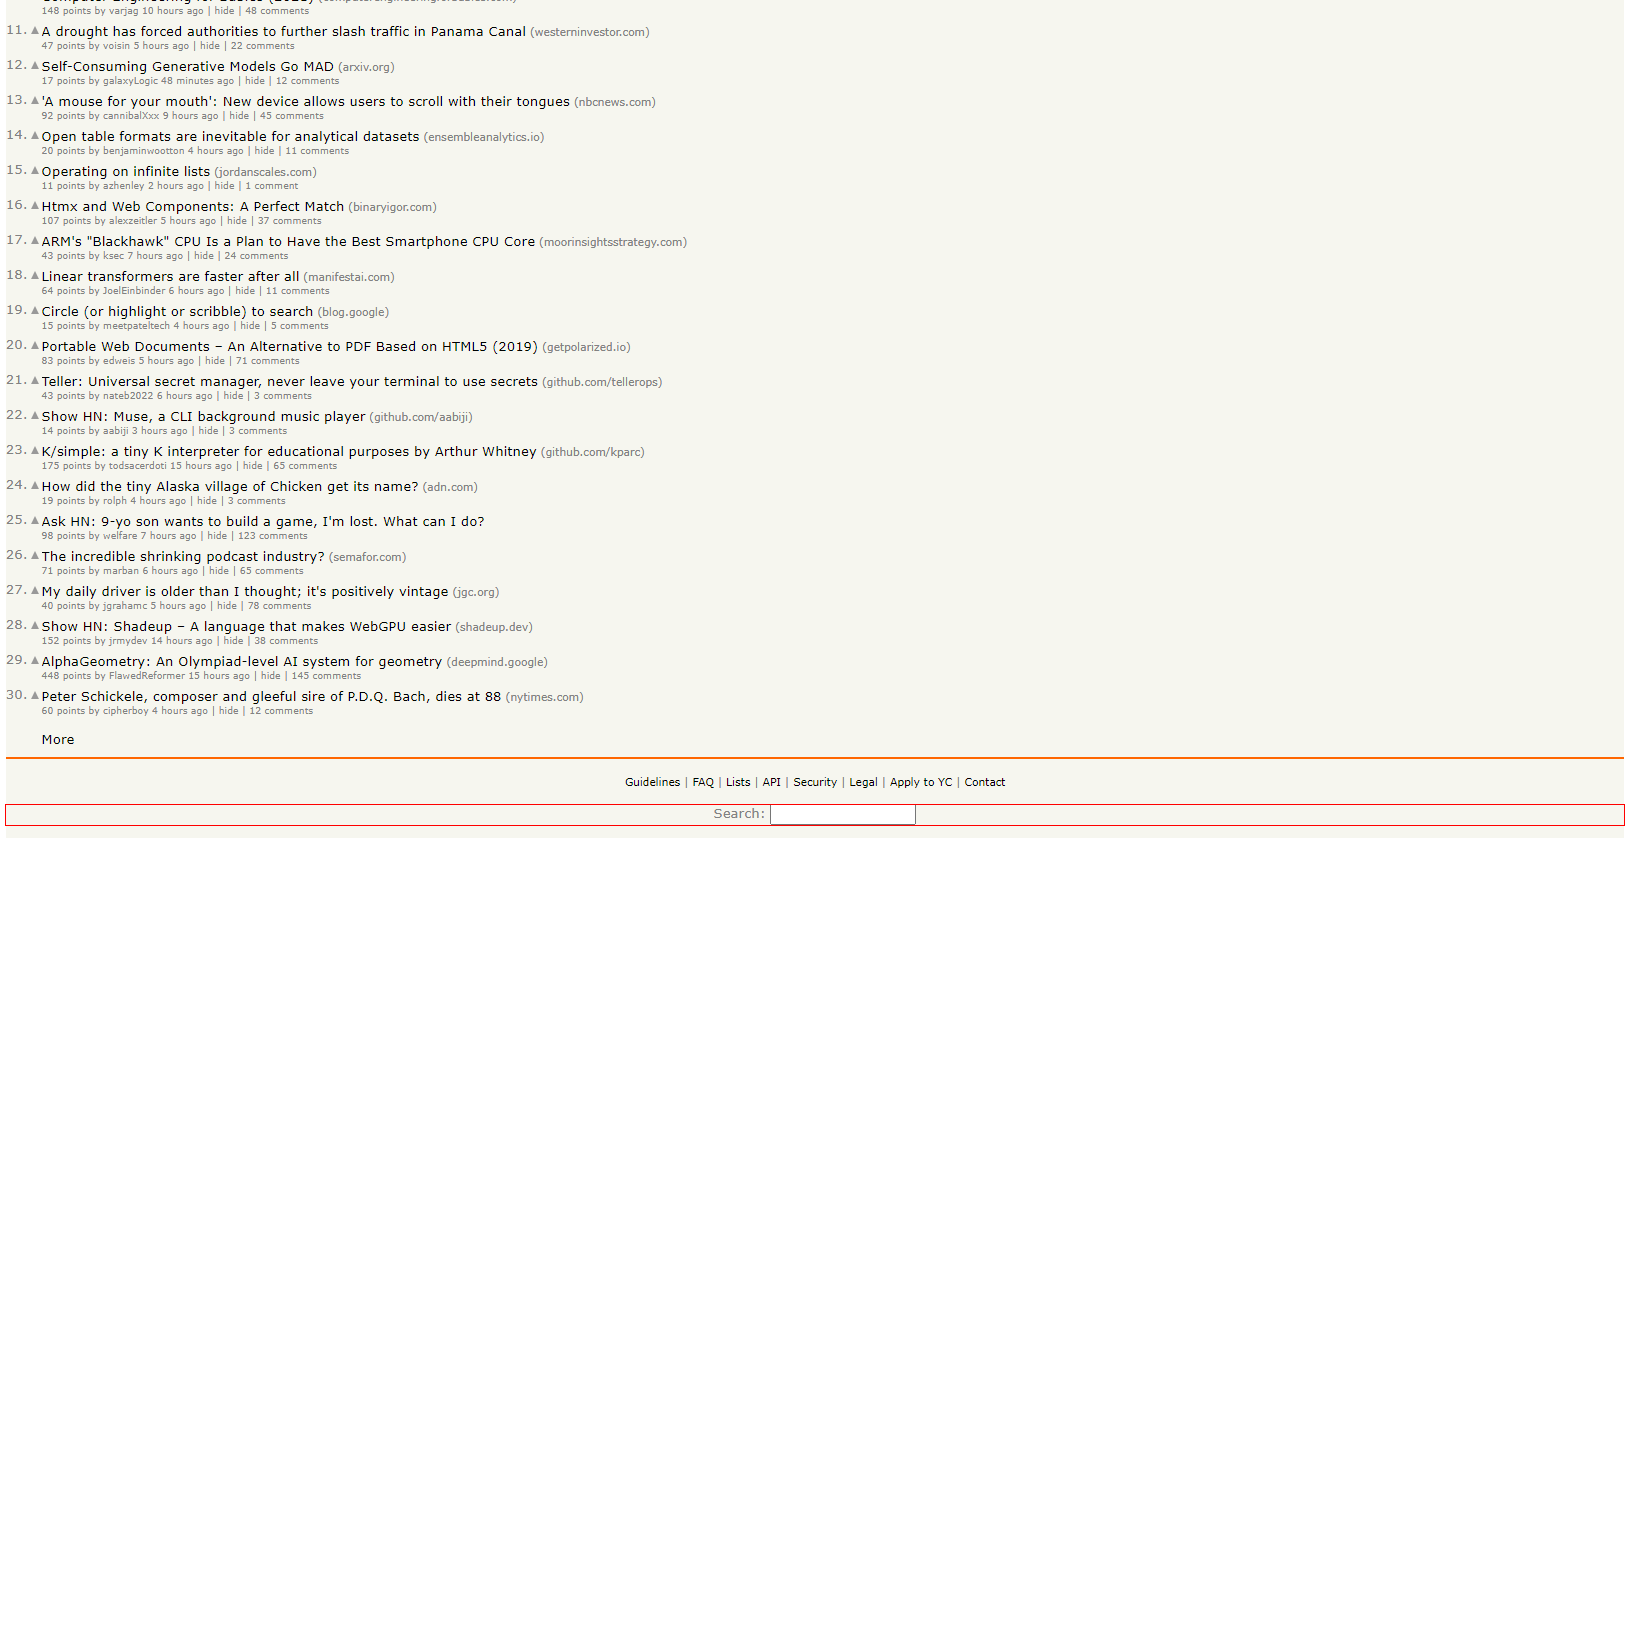 148 points by varjag 10 hours ago | hide | 48 comments
11. A drought has forced authorities to further slash traffic in Panama Canal (westerninvestor.com)
47 points by voisin 5 hours ago | hide | 22 comments
12. Self-Consuming Generative Models Go MAD (arxiv.org)
17 points by galaxyLogic 48 minutes ago | hide | 12 comments
13. 'A mouse for your mouth': New device allows users to scroll with their tongues (nbcnews.com)
92 points by cannibalXxx 9 hours ago | hide | 45 comments
14. Open table formats are inevitable for analytical datasets (ensembleanalytics.io)
20 points by benjaminwootton 4 hours ago | hide | 11 comments
15. Operating on infinite lists (jordanscales.com)
11 points by azhenley 2 hours ago | hide | 1 comment
16. Htmx and Web Components: A Perfect Match (binaryigor.com)
107 points by alexzeitler 5 hours ago | hide | 37 comments
17. ARM's "Blackhawk" CPU Is a Plan to Have the Best Smartphone CPU Core (moorinsightsstrategy.com)
43 points by ksec 7 hours ago | hide | 24 comments
18. Linear transformers are faster after all (manifestai.com)
64 points by JoelEinbinder 6 hours ago | hide | 11 comments
19. Circle (or highlight or scribble) to search (blog.google)
15 points by meetpateltech 4 hours ago | hide | 5 comments
20. Portable Web Documents – An Alternative to PDF Based on HTML5 (2019) (getpolarized.io)
83 points by edweis 5 hours ago | hide | 71 comments
21. Teller: Universal secret manager, never leave your terminal to use secrets (github.com/tellerops)
43 points by nateb2022 6 hours ago | hide | 3 comments
22. Show HN: Muse, a CLI background music player (github.com/aabiji)
14 points by aabiji 3 hours ago | hide | 3 comments
23. K/simple: a tiny K interpreter for educational purposes by Arthur Whitney (github.com/kparc)
175 points by todsacerdoti 15 hours ago | hide | 65 comments
24. How did the tiny Alaska village of Chicken get its name? (adn.com)
19 points by rolph 4 hours ago | hide | 3 comments
25. Ask HN: 9-yo son wants to build a game, I'm lost. What can I do?
98 points by welfare 7 hours ago | hide | 123 comments
26. The incredible shrinking podcast industry? (semafor.com)
71 points by marban 6 hours ago | hide | 65 comments
27. My daily driver is older than I thought; it's positively vintage (jgc.org)
40 points by jgrahamc 5 hours ago | hide | 78 comments
28. Show HN: Shadeup – A language that makes WebGPU easier (shadeup.dev)
152 points by jrmydev 14 hours ago | hide | 38 comments
29. AlphaGeometry: An Olympiad-level AI system for geometry (deepmind.google)
448 points by FlawedReformer 15 hours ago | hide | 145 comments
30. Peter Schickele, composer and gleeful sire of P.D.Q. Bach, dies at 88 (nytimes.com)
60 points by cipherboy 4 hours ago | hide | 12 comments
More
Guidelines | FAQ | Lists | API | Security | Legal | Apply to YC | Contact
Search: